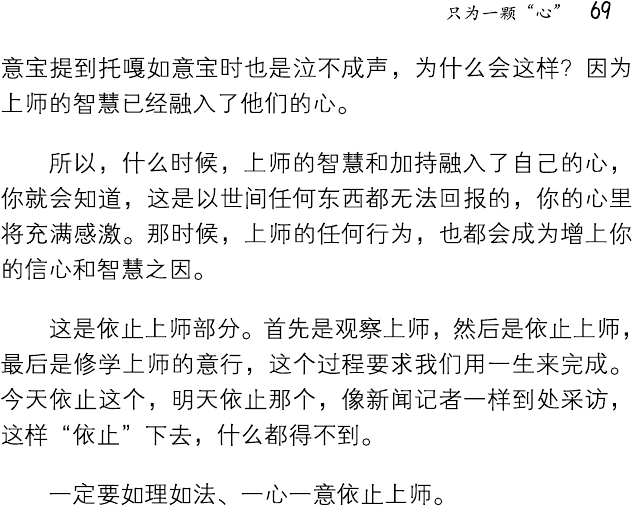 只为一颗“心” 69
意宝提到托嘎如意宝时也是泣不成声，为什么会这样？因为
上师的智慧已经融入了他们的心。
所以，什么时候，上师的智慧和加持融入了自己的心，
你就会知道，这是以世间任何东西都无法回报的，你的心里
将充满感激。那时候，上师的任何行为，也都会成为增上你
的信心和智慧之因。
这是依止上师部分。首先是观察上师，然后是依止上师，
最后是修学上师的意行，这个过程要求我们用一生来完成。
今天依止这个，明天依止那个，像新闻记者一样到处采访，
这样“依止”下去，什么都得不到。
一定要如理如法、一心一意依止上师。